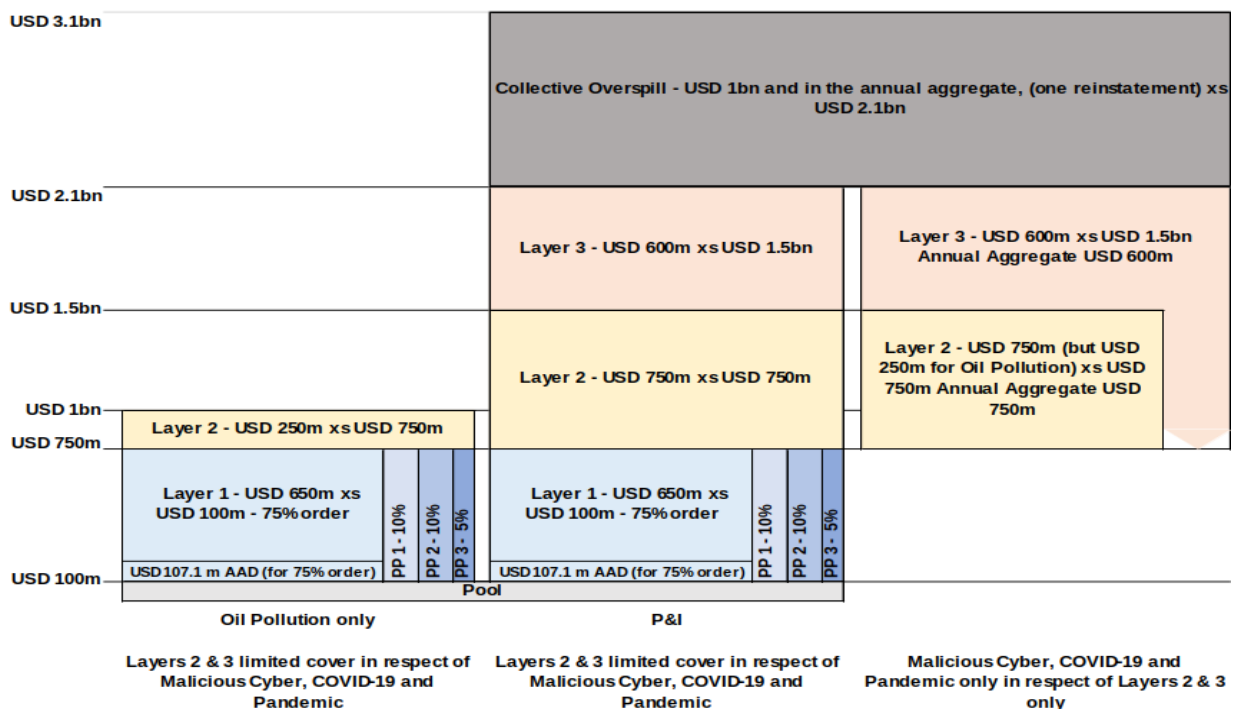 USD 3.1bn
Collective Overspill - USD 1bn and in the annual aggregate, (one reinstatement) xs
USD 2.1bn
USD 2.1bn
Layer 3 - USD 600m xs USD 1.5bn
Layer 3 - USD 600m xs USD 1.5bn
Annual Aggregate USD 600m
USD 1.5bn
Layer 2 - USD 750m xs USD 750m
Layer 2 - USD 750m (but USD
250m for Oil Pollution) xs USD
750m Annual Aggregate USD
750m
USD 1bn
Layer 2 - USD 250m xs USD 750m
USD 750m
Layer 1 - USD 650m xs
USD 100m - 75% order
PP 1 - 10%
PP 2 - 10%
PP 3 - 5%
Layer 1 - USD 650m xs
USD 100m - 75% order
PP 1 - 10%
PP 2 - 10%
PP 3 - 5%
USD 107.1 m AAD (for 75% order)
USD 107.1 m AAD (for 75% order)
USD 100m
Pool
Oil Pollution only
P&I
Layers 2 & 3 limited cover in respect of
Malicious Cyber, COVID-19 and
Pandemic
Layers 2 & 3 limited cover in respect of
Malicious Cyber, COVID-19 and
Pandemic
Malicious Cyber, COVID-19 and
Pandemic only in respect of Layers 2 & 3
only